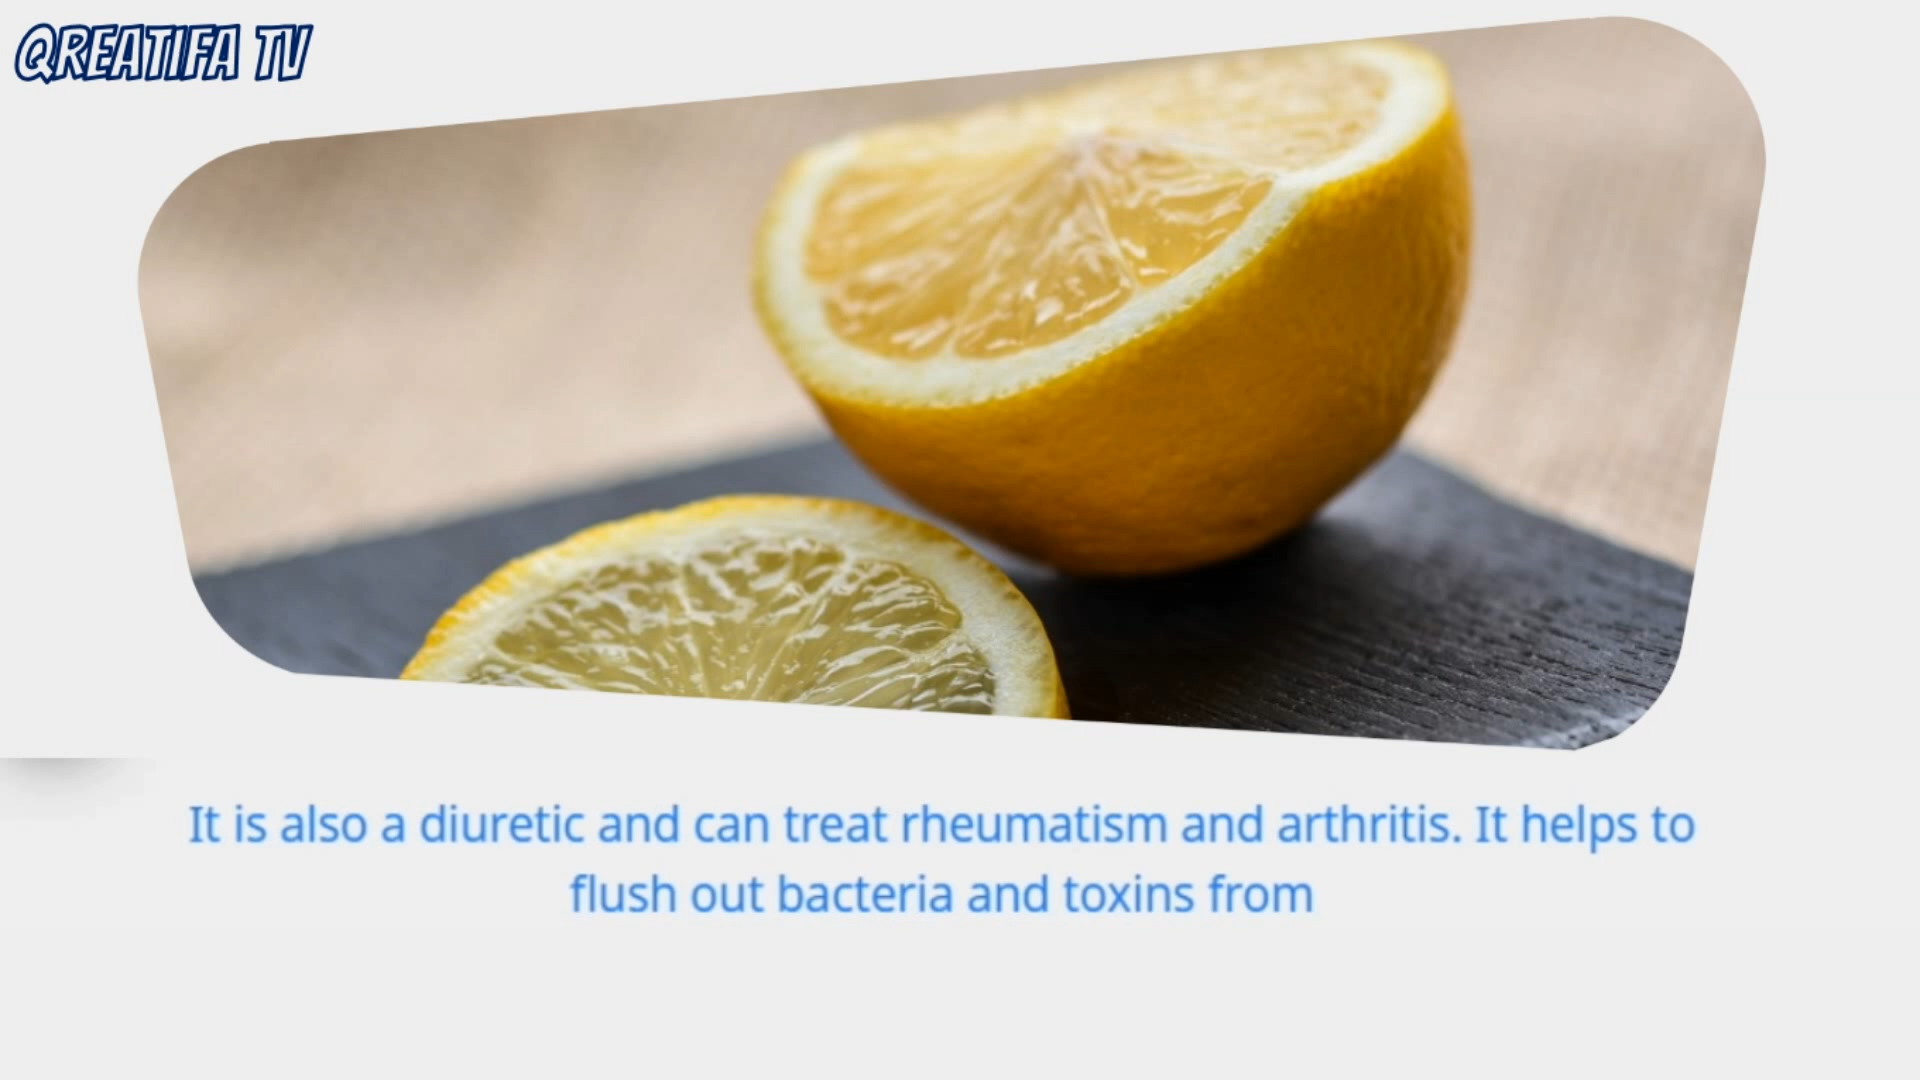 QREATIFA TV
It is also a diuretic and can treat rheumatism and arthritis. It helps to
flush out bacteria and toxins from